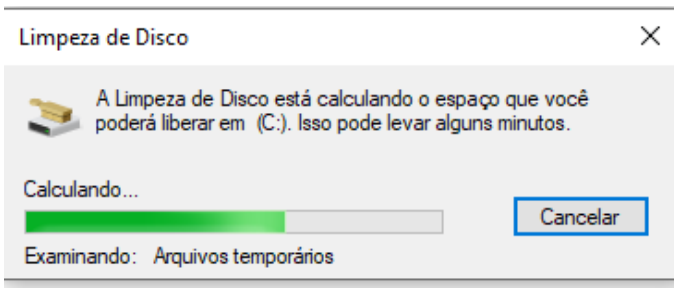 Limpeza de Disco
A Limpeza de Disco está calculando o espaço que você
poderá liberar em  (C:). Isso pode levar alguns minutos.
Calculando...
Cancelar
Examinando:   Arquivos temporários